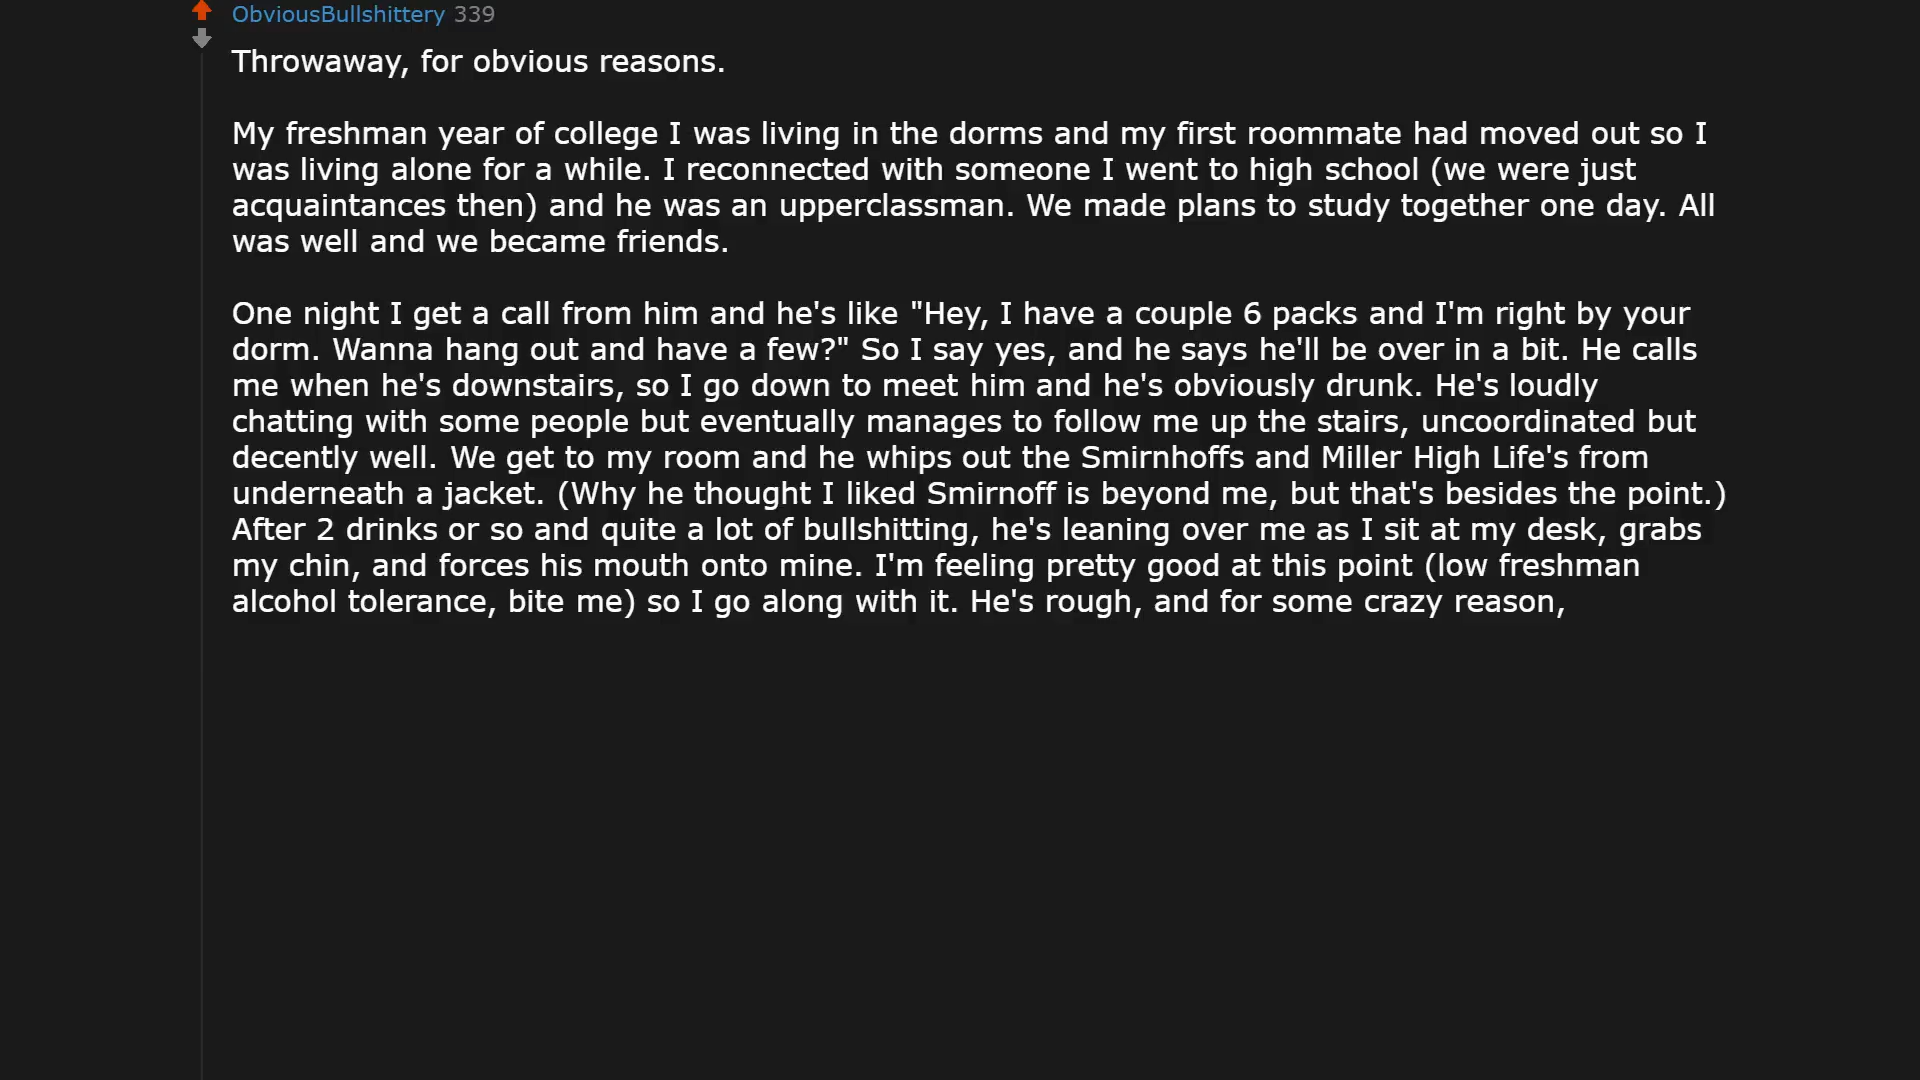 ObviousBullshittery 339
Throwaway, for obvious reasons.
My freshman year of college I was living in the dorms and my first roommate had moved out so I
was living alone for a while. I reconnected with someone I went to high school (we were just
acquaintances then) and he was an upperclassman. We made plans to study together one day. All
was well and we became friends.
One night I get a call from him and he's like "Hey, I have a couple 6 packs and I'm right by your
dorm. Wanna hang out and have a few?" So I say yes, and he says he'll be over in a bit. He calls
me when he's downstairs, so I go down to meet him and he's obviously drunk. He's loudly
chatting with some people but eventually manages to follow me up the stairs, uncoordinated but
decently well. We get to my room and he whips out the Smirnhoffs and Miller High Life's from
underneath a jacket. (Why he thought I liked Smirnoff is beyond me, but that's besides the point.)
After 2 drinks or so and quite a lot of bullshitting, he's leaning over me as I sit at my desk, grabs
my chin, and forces his mouth onto mine. I'm feeling pretty good at this point (low freshman
alcohol tolerance, bite me) so I go along with it. He's rough, and for some crazy reason,